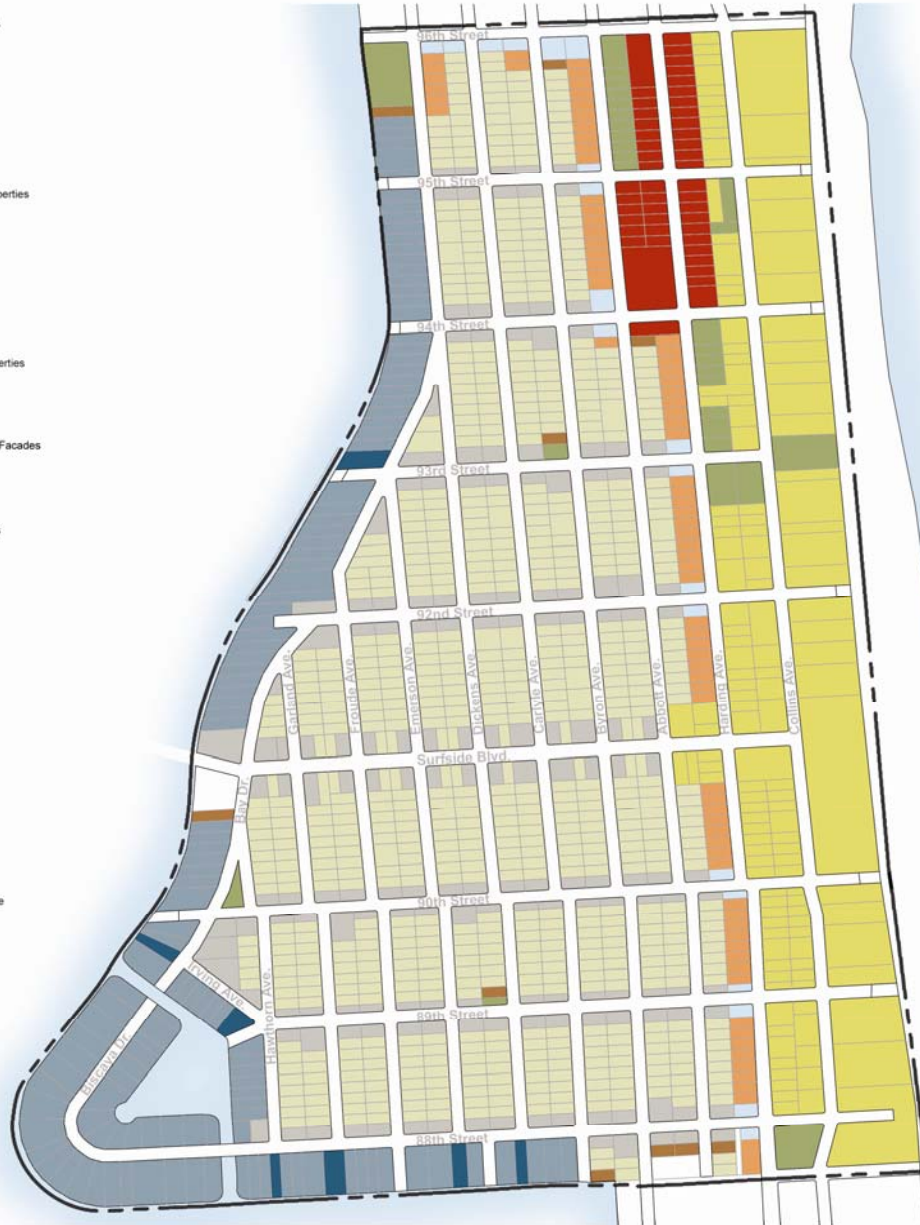 96th Street
perties
95th Street
94th Street
erties
Facades
93rd Street
92nd Street
Garland Ave.
Froude Ave.
Emerson Ave.
Dickens Ave.
Carlyle Ave.
Byron Ave.
Abbott Ave.
Harding Ave.
Collins Ave.
Surfside Blvd.
Bay Dr.
90th Street
e
Irving Ave.
Hawthorn Ave.
89th Street
Biscaya Dr.
88th Street